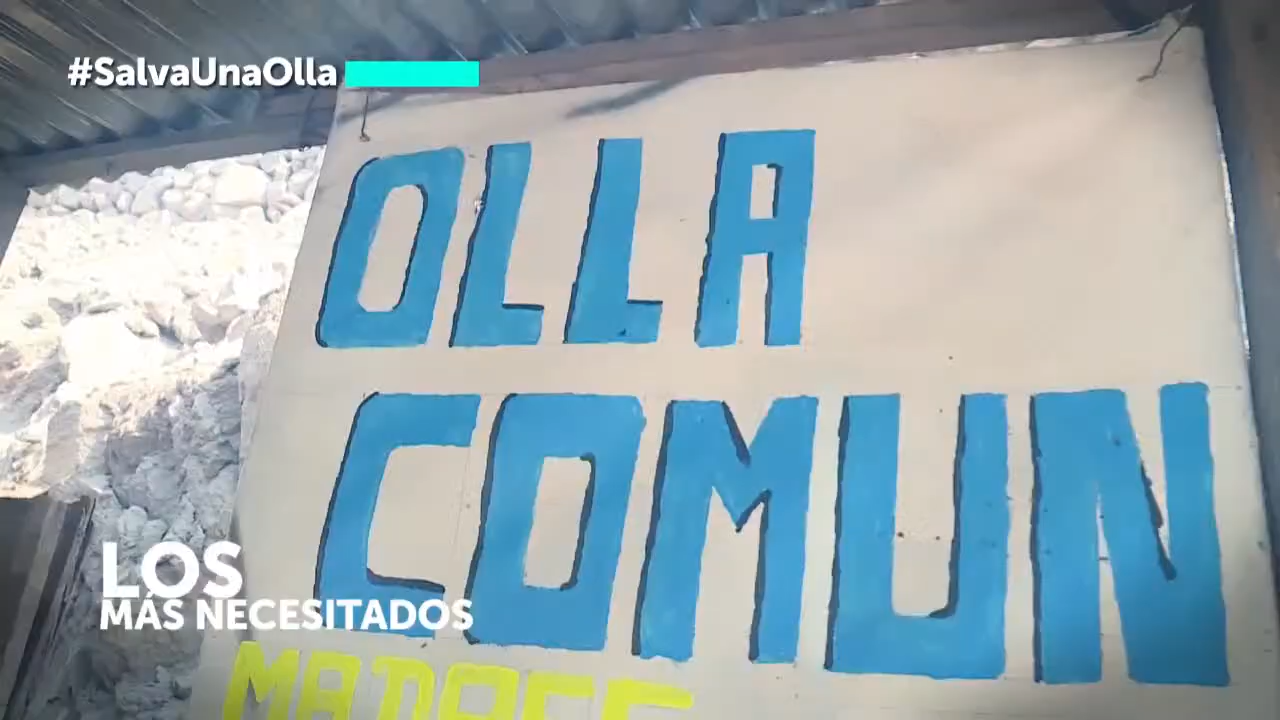 #SalvaUnaOlla
OLLA
COMUN
LOS
MÁS NECESITADOS